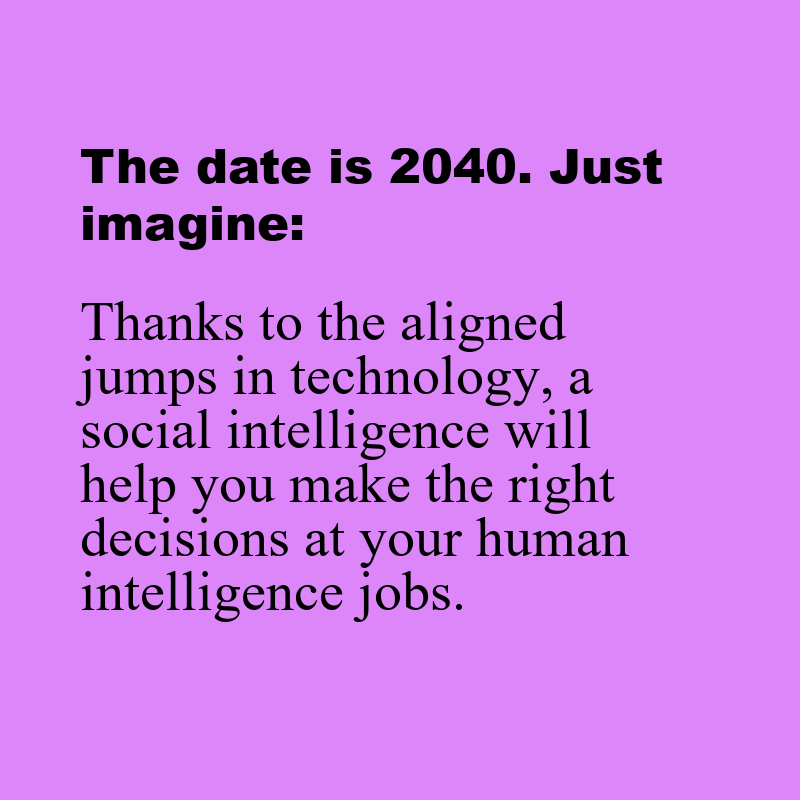 The date is 2040. Just
imagine:
Thanks to the aligned
jumps in technology, a
social intelligence will
help you make the right
decisions at your human
intelligence jobs.